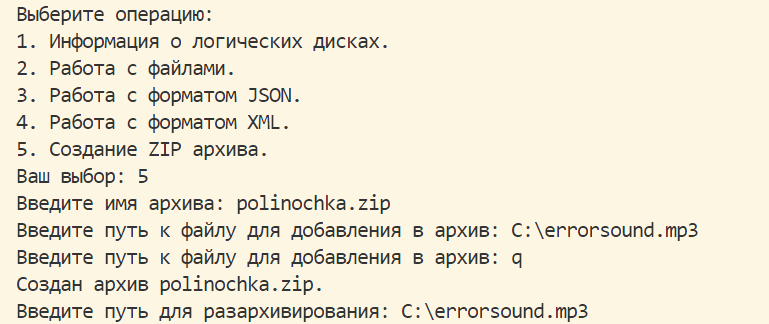 Выберите операцию:
1. Информация о логических дисках.
2. Работа с файлами.
3. Работа с форматом JSON.
4. Работа с форматом XML.
5. Создание ZIP архива.
Ваш выбор: 5
Введите имя архива: polinochka.zip
Введите путь к файлу для добавления в архив: C:\errorsound.mp3
Введите путь к файлу для добавления в архив: q
Создан архив polinochka.zip.
Введите путь для разархивирования: C:\errorsound.mp3